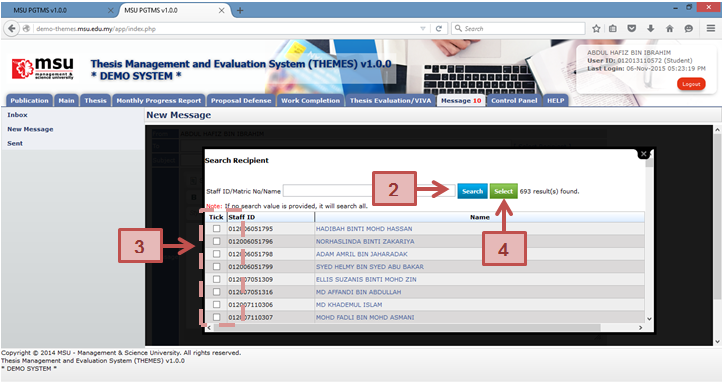 MSU PGTMS v1.0.0
MSU PGTMS v1.0.0
demo-themes.msu.edu.my/app/index.php
Search
msu
management & science university
Thesis Management and Evaluation System (THEMES) v1.0.0
* DEMO SYSTEM *
ABDUL HAFIZ BIN IBRAHIM
User ID: 012013110572 (Student)
Last Login: 06-Nov-2015 05:23:19 PM
Logout
Publication Main Thesis Monthly Progress Report Proposal Defense Work Completion Thesis Evaluation/VIVA Message 10 Control Panel HELP
Inbox
New Message
Sent
New Message
Search Recipient
Staff ID/Matric No/Name
2
Search
Select
693 result(s) found.
Note: If no search value is provided, it will search all.
Tick Staff ID Name
012006051795 HADIBAH BINTI MOHD HASSAN
012006051796 NORHASLINDA BINTI ZAKARIYA
012006051798 ADAM AMRIL BIN JAHARADAK
012006051799 SYED HELMY BIN SYED ABU BAKAR
012007051309 ELLIS SUZANIS BINTI MOHD ZIN
012007051316 MD AFFANDI BIN ABDULLAH
012007110306 MD KHADEMUL ISLAM
012007110307 MOHD FADLI BIN MOHD ASMANI
3
4
Copyright © 2014 MSU - Management & Science University. All rights reserved.
Thesis Management and Evaluation System (THEMES) v1.0.0
* DEMO SYSTEM *